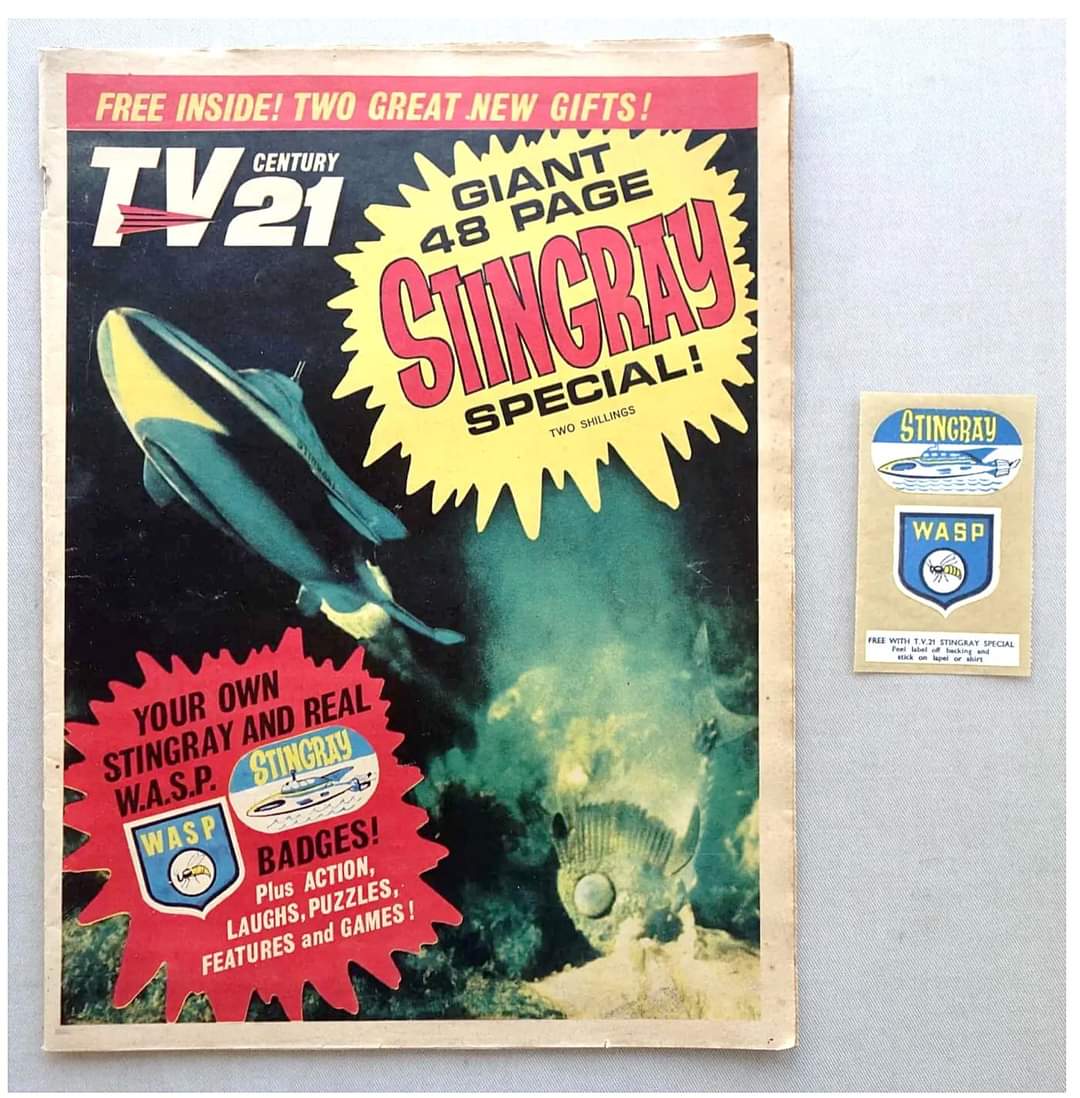 FREE INSIDE! TWO GREAT NEW GIFTS!
TV CENTURY 21
GIANT
48 PAGE
STINGRAY
SPECIAL!
TWO SHILLINGS
STINGRAY
YOUR OWN
STINGRAY AND REAL
W.A.S.P.
STINGRAY
WASP
BADGES!
Plus ACTION,
LAUGHS, PUZZLES,
FEATURES and GAMES!
STINGRAY
WASP
FREE WITH T.V.21 STINGRAY SPECIAL
Peel label off backing and
stick on lapel or shirt